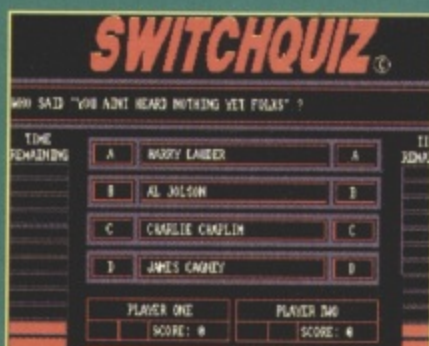 SWITCHQUIZ ©
WHO SAID "YOU AINT HEARD NOTHING YET FOLKS" ?
TIME
REMAINING
A HARRY LAUDER A
B AL JOLSON B
C CHARLIE CHAPLIN C
D JAMES CAGNEY D
PLAYER ONE PLAYER TWO
SCORE: 0 SCORE: 0